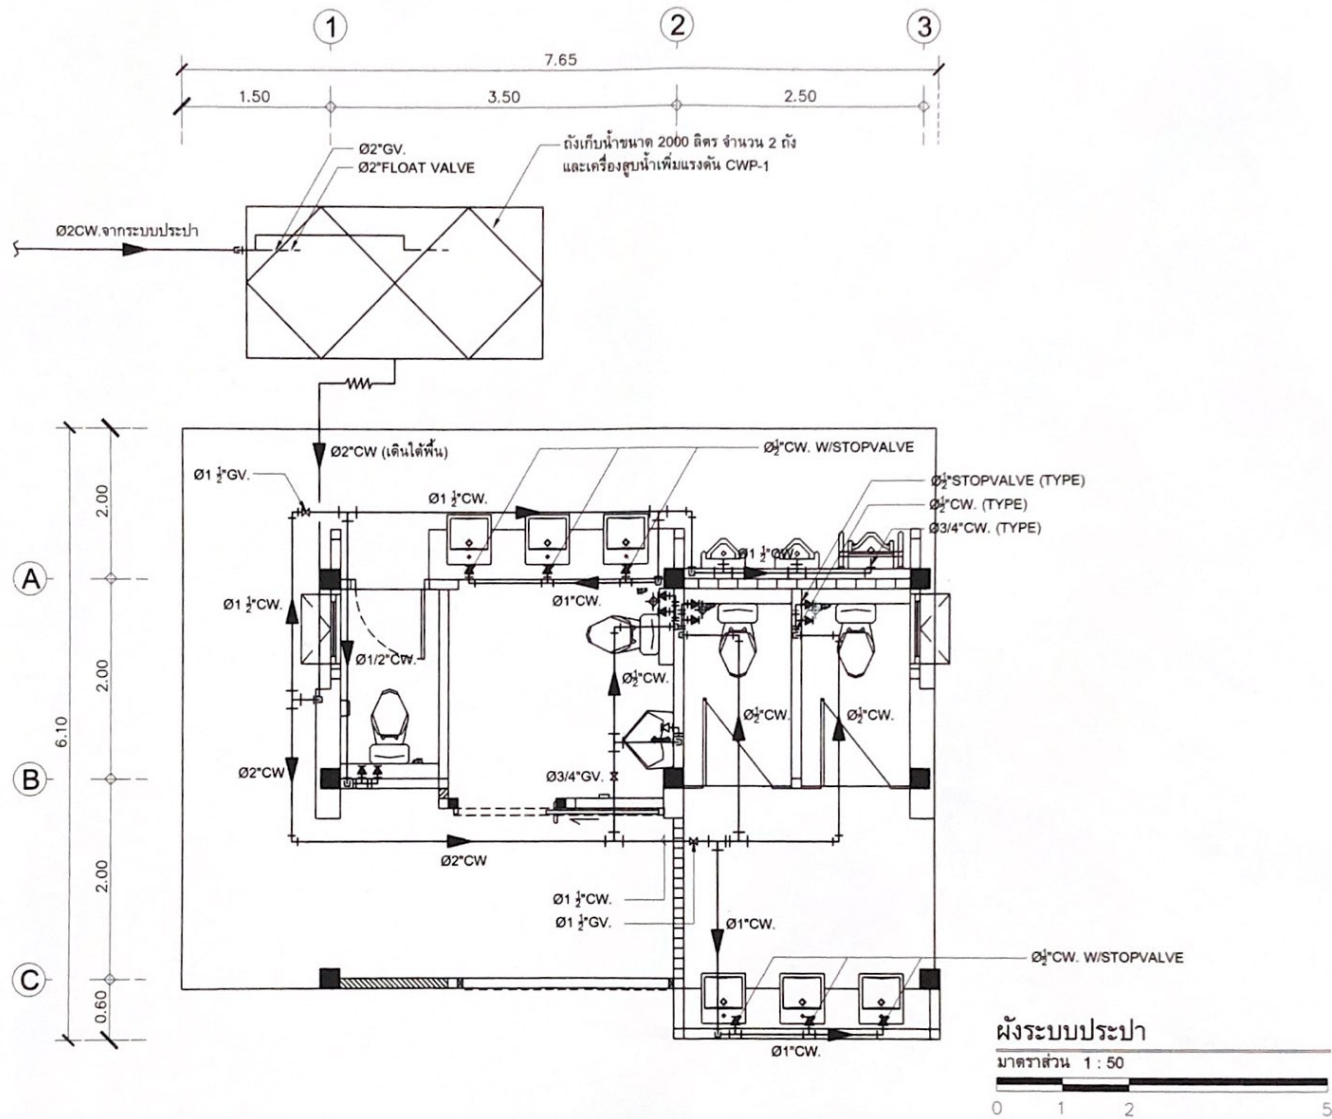 1
2
3
7.65
1.50
3.50
2.50
Ø2"GV.
Ø2"FLOAT VALVE
ถังเก็บน้ำขนาด 2000 ลิตร จำนวน 2 ถัง
และเครื่องสูบน้ำเพิ่มแรงดัน CWP-1
Ø2CW.จากระบบประปา
Ø2"CW (เดินใต้พื้น)
Ø½"CW. W/STOPVALVE
Ø1 ½"GV.
Ø½"STOPVALVE (TYPE)
Ø1 ½"CW.
Ø½"CW. (TYPE)
2.00
Ø3/4"CW. (TYPE)
Ø1 ½"CW.
A
Ø1 ½"CW.
Ø1"CW.
Ø1/2"CW.
2.00
Ø½"CW.
Ø½"CW.
Ø½"CW.
6.10
Ø2"CW
Ø3/4"GV.
B
Ø2"CW
2.00
Ø1 ½"CW.
Ø1 ½"GV.
Ø1"CW.
Ø½"CW. W/STOPVALVE
C
0.60
Ø1"CW.
ผังระบบประปา
มาตราส่วน 1 : 50
0 1 2 5